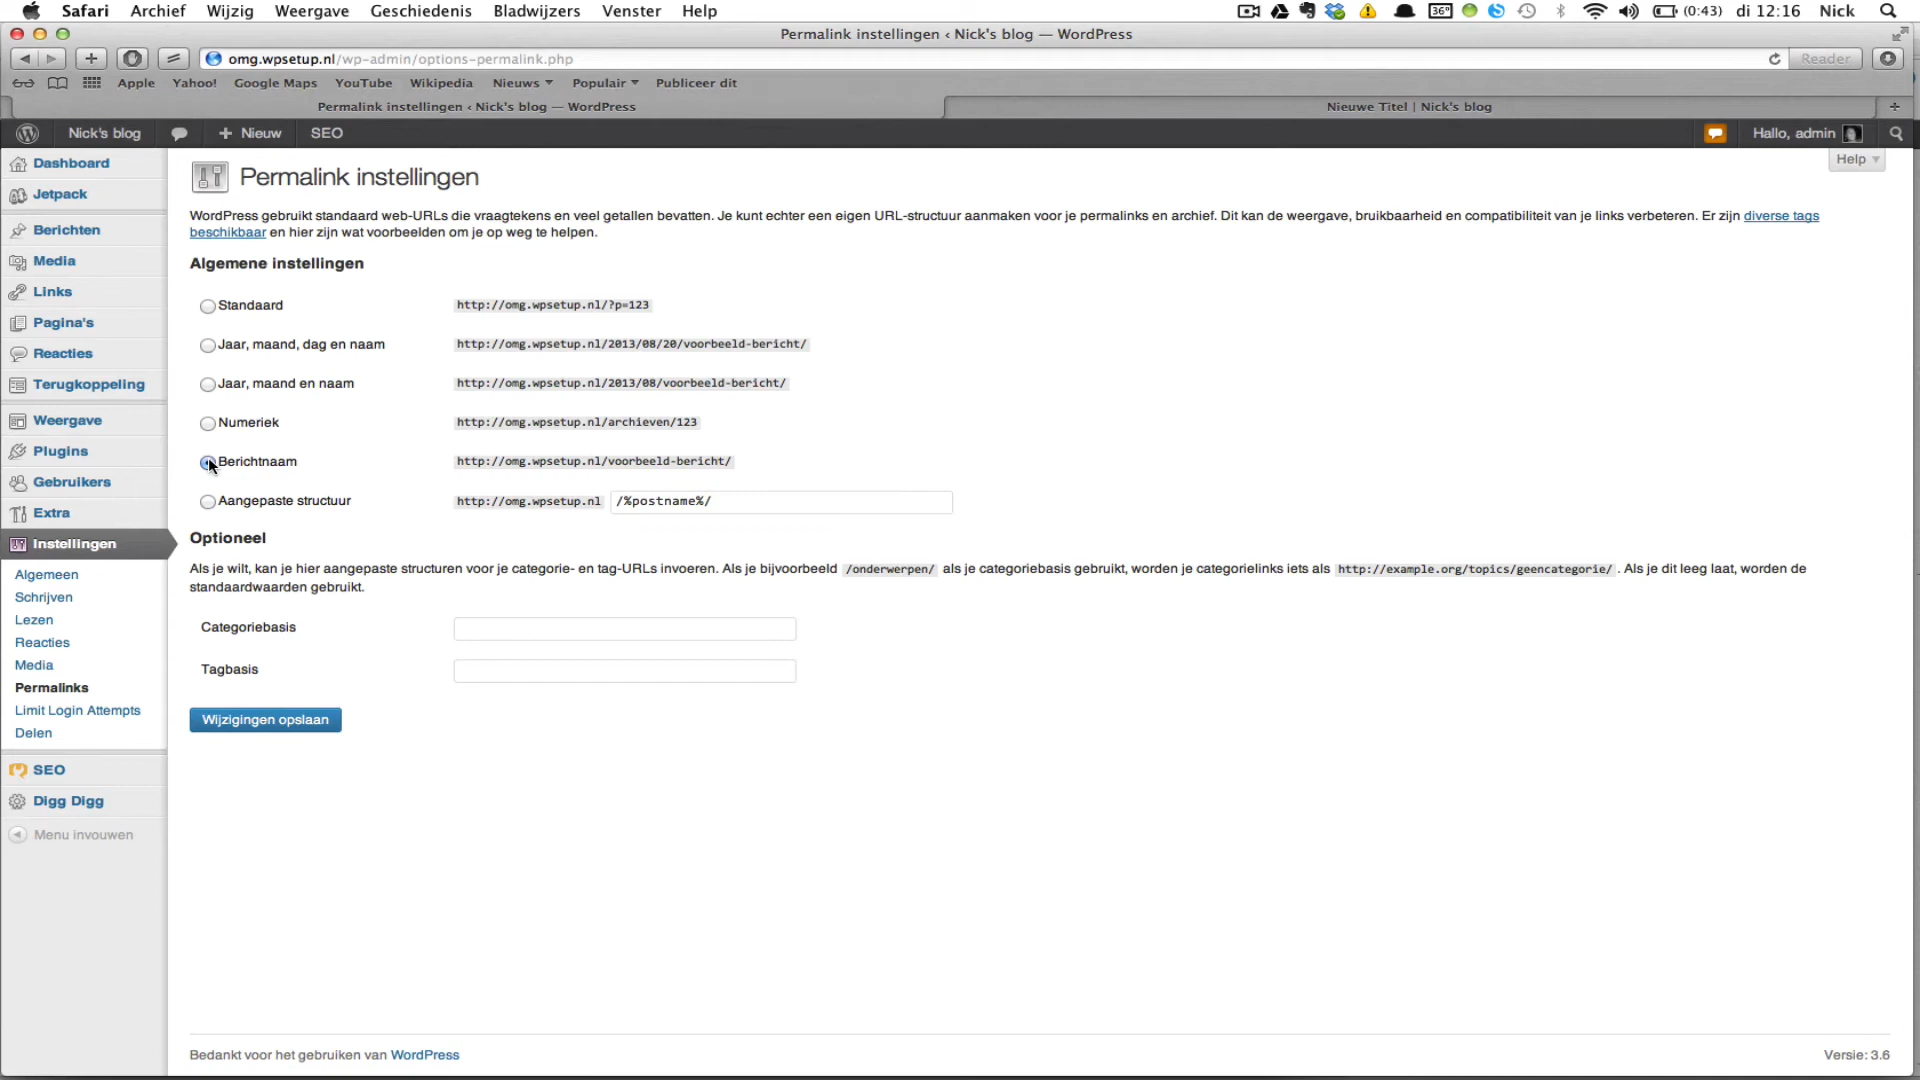 Safari Archief Wijzig Weergave Geschiedenis Bladwijzers Venster Help 36° (0:43) di 12:16 Nick
Permalink instellingen ‹ Nick's blog — WordPress
omg.wpsetup.nl/wp-admin/options-permalink.php Reader
Apple Yahoo! Google Maps YouTube Wikipedia Nieuws ▼ Populair ▼ Publiceer dit
Permalink instellingen ‹ Nick's blog — WordPress Nieuwe Titel | Nick's blog
Nick's blog + Nieuw SEO Hallo, admin
Help ▼
Dashboard
Jetpack
Berichten
Media
Links
Pagina's
Reacties
Terugkoppeling
Weergave
Plugins
Gebruikers
Extra
Instellingen
Algemeen
Schrijven
Lezen
Reacties
Media
Permalinks
Limit Login Attempts
Delen
SEO
Digg Digg
Menu invouwen
Permalink instellingen
WordPress gebruikt standaard web-URLs die vraagtekens en veel getallen bevatten. Je kunt echter een eigen URL-structuur aanmaken voor je permalinks en archief. Dit kan de weergave, bruikbaarheid en compatibiliteit van je links verbeteren. Er zijn diverse tags
beschikbaar en hier zijn wat voorbeelden om je op weg te helpen.
Algemene instellingen
Standaard http://omg.wpsetup.nl/?p=123
Jaar, maand, dag en naam http://omg.wpsetup.nl/2013/08/20/voorbeeld-bericht/
Jaar, maand en naam http://omg.wpsetup.nl/2013/08/voorbeeld-bericht/
Numeriek http://omg.wpsetup.nl/archieven/123
Berichtnaam http://omg.wpsetup.nl/voorbeeld-bericht/
Aangepaste structuur http://omg.wpsetup.nl /%postname%/
Optioneel
Als je wilt, kan je hier aangepaste structuren voor je categorie- en tag-URLs invoeren. Als je bijvoorbeeld /onderwerpen/ als je categoriebasis gebruikt, worden je categorielinks iets als http://example.org/topics/geencategorie/ . Als je dit leeg laat, worden de
standaardwaarden gebruikt.
Categoriebasis
Tagbasis
Wijzigingen opslaan
Bedankt voor het gebruiken van WordPress Versie: 3.6